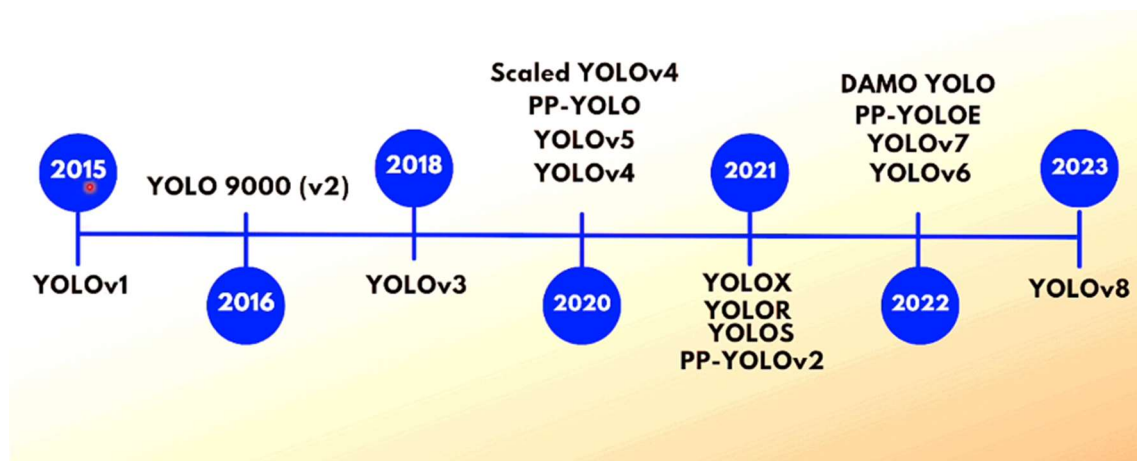 2015
YOLOv1
YOLO 9000 (v2)
2016
2018
YOLOv3
Scaled YOLOv4
PP-YOLO
YOLOv5
YOLOv4
2020
2021
YOLOX
YOLOR
YOLOS
PP-YOLOv2
DAMO YOLO
PP-YOLOE
YOLOv7
YOLOv6
2022
2023
YOLOv8